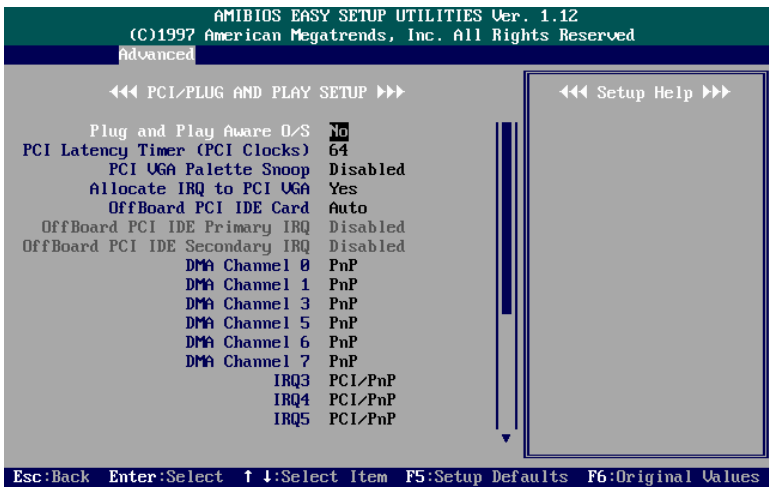 AMIBIOS EASY SETUP UTILITIES Ver. 1.12
(C)1997 American Megatrends, Inc. All Rights Reserved
Advanced
PCI/PLUG AND PLAY SETUP
Setup Help
Plug and Play Aware O/S No
PCI Latency Timer (PCI Clocks) 64
PCI VGA Palette Snoop Disabled
Allocate IRQ to PCI VGA Yes
OffBoard PCI IDE Card Auto
OffBoard PCI IDE Primary IRQ Disabled
OffBoard PCI IDE Secondary IRQ Disabled
DMA Channel 0 PnP
DMA Channel 1 PnP
DMA Channel 3 PnP
DMA Channel 5 PnP
DMA Channel 6 PnP
DMA Channel 7 PnP
IRQ3 PCI/PnP
IRQ4 PCI/PnP
IRQ5 PCI/PnP
Esc:Back Enter:Select ↑ ↓:Select Item F5:Setup Defaults F6:Original Values